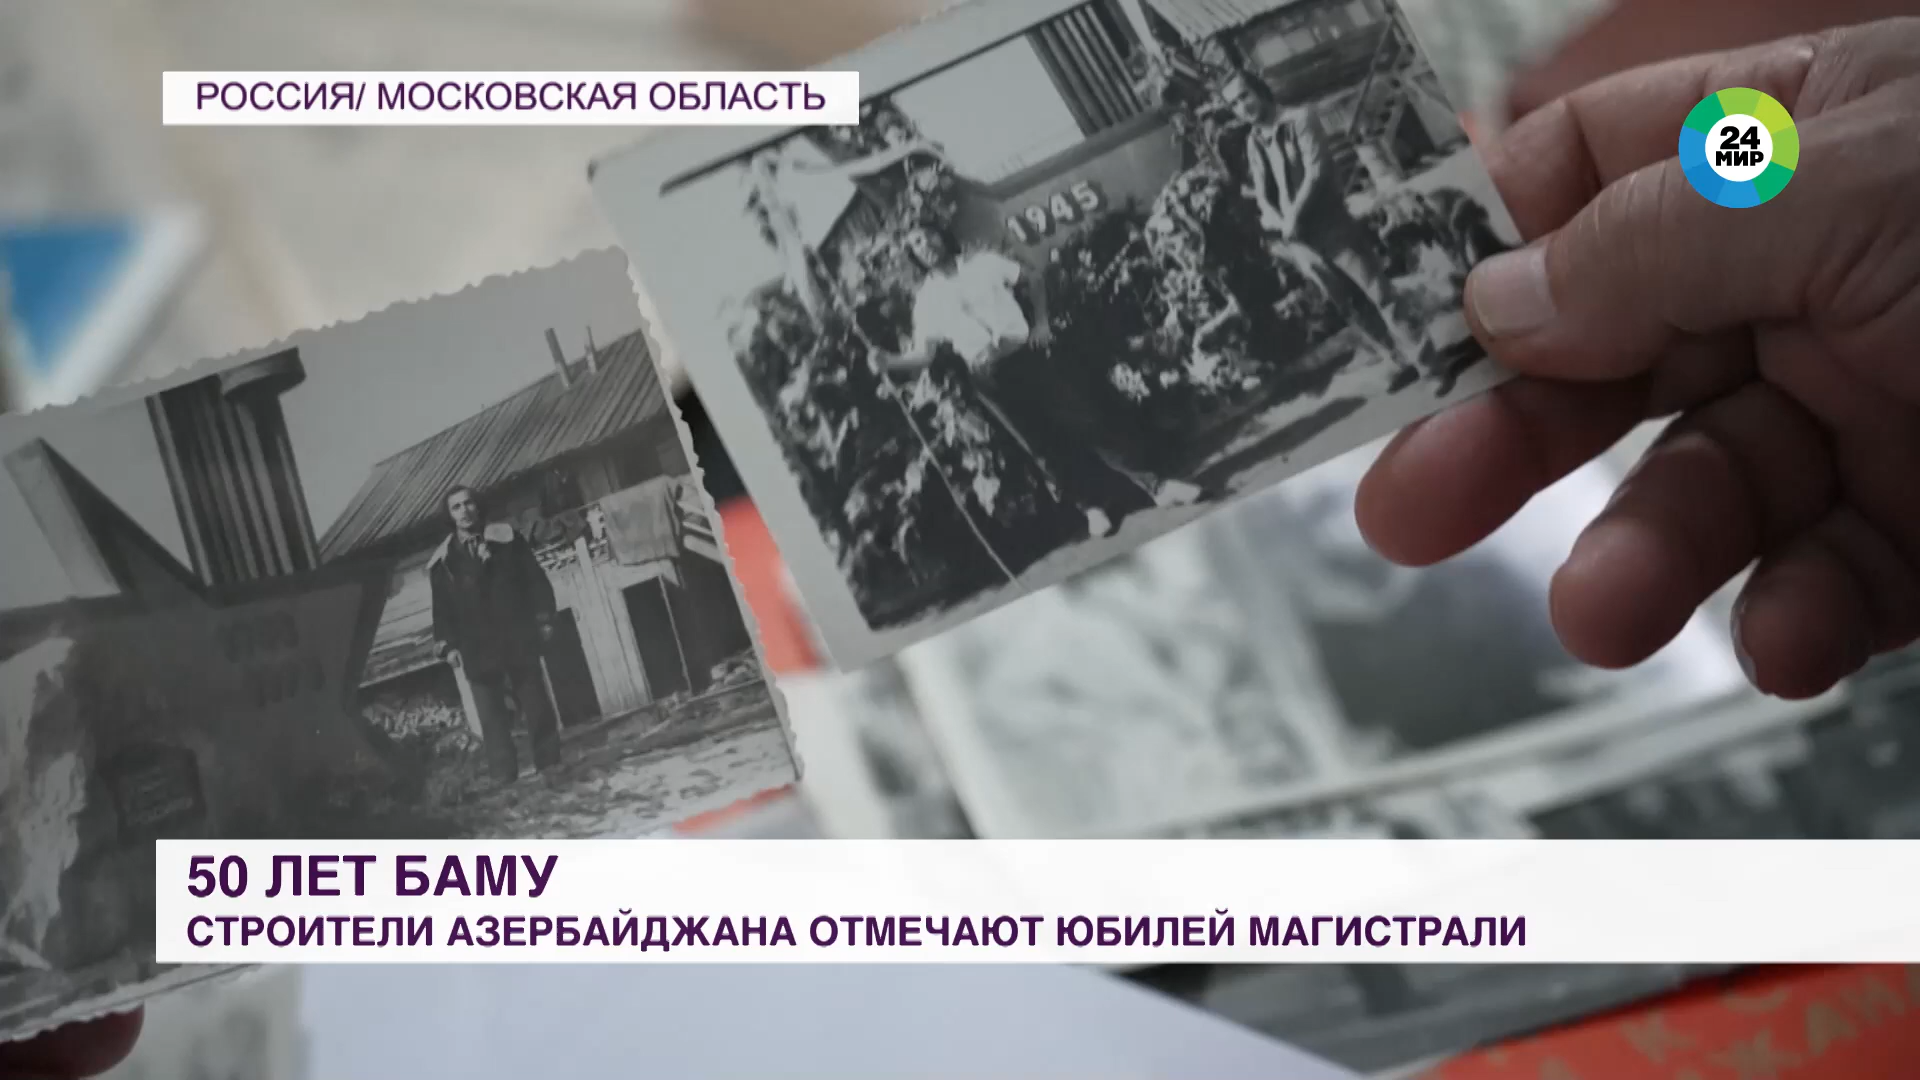 РОССИЯ/ МОСКОВСКАЯ ОБЛАСТЬ
24
МИР
1945
50 ЛЕТ БАМУ
СТРОИТЕЛИ АЗЕРБАЙДЖАНА ОТМЕЧАЮТ ЮБИЛЕЙ МАГИСТРАЛИ